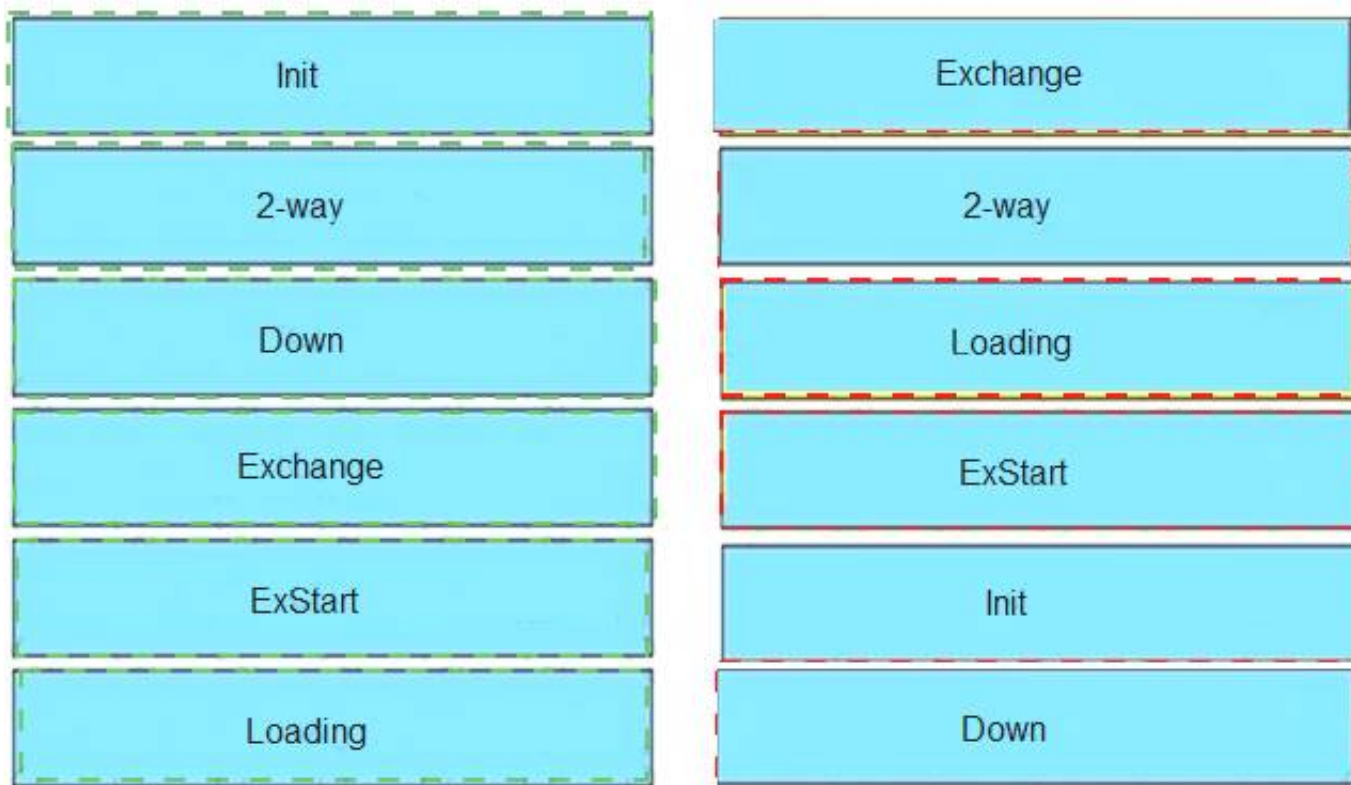 Init
2-way
Down
Exchange
ExStart
Loading
Exchange
2-way
Loading
ExStart
Init
Down